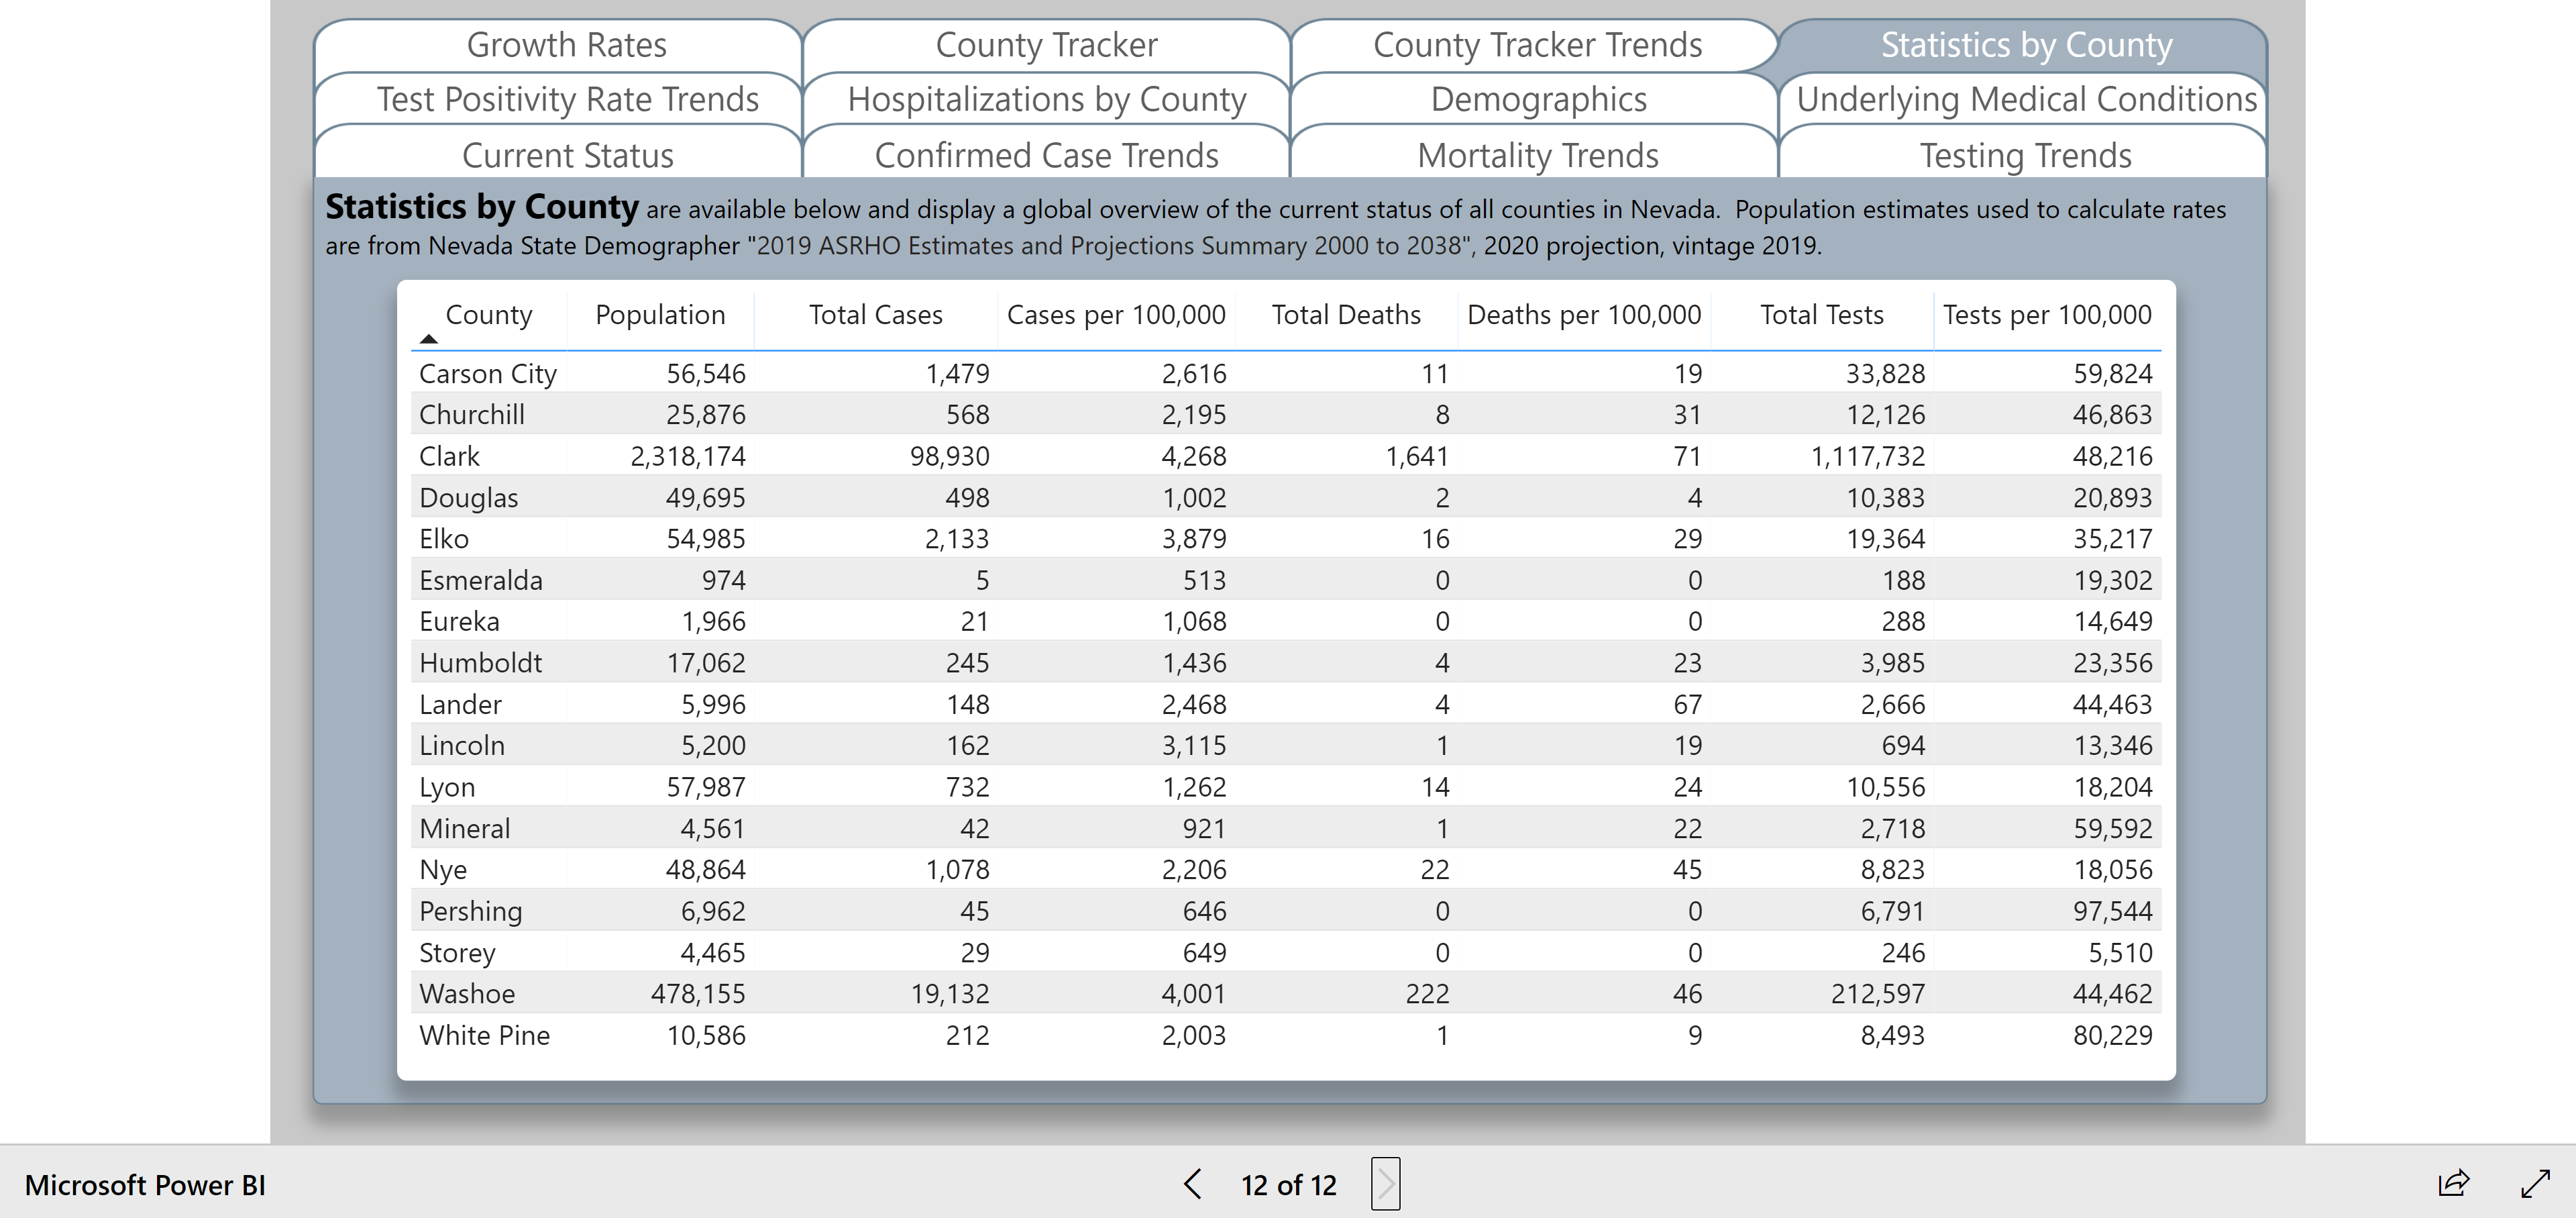 Growth Rates County Tracker County Tracker Trends Statistics by County
Test Positivity Rate Trends Hospitalizations by County Demographics Underlying Medical Conditions
Current Status Confirmed Case Trends Mortality Trends Testing Trends
Statistics by County are available below and display a global overview of the current status of all counties in Nevada. Population estimates used to calculate rates
are from Nevada State Demographer "2019 ASRHO Estimates and Projections Summary 2000 to 2038", 2020 projection, vintage 2019.
County Population Total Cases Cases per 100,000 Total Deaths Deaths per 100,000 Total Tests Tests per 100,000
Carson City 56,546 1,479 2,616 11 19 33,828 59,824
Churchill 25,876 568 2,195 8 31 12,126 46,863
Clark 2,318,174 98,930 4,268 1,641 71 1,117,732 48,216
Douglas 49,695 498 1,002 2 4 10,383 20,893
Elko 54,985 2,133 3,879 16 29 19,364 35,217
Esmeralda 974 5 513 0 0 188 19,302
Eureka 1,966 21 1,068 0 0 288 14,649
Humboldt 17,062 245 1,436 4 23 3,985 23,356
Lander 5,996 148 2,468 4 67 2,666 44,463
Lincoln 5,200 162 3,115 1 19 694 13,346
Lyon 57,987 732 1,262 14 24 10,556 18,204
Mineral 4,561 42 921 1 22 2,718 59,592
Nye 48,864 1,078 2,206 22 45 8,823 18,056
Pershing 6,962 45 646 0 0 6,791 97,544
Storey 4,465 29 649 0 0 246 5,510
Washoe 478,155 19,132 4,001 222 46 212,597 44,462
White Pine 10,586 212 2,003 1 9 8,493 80,229
Microsoft Power BI 12 of 12